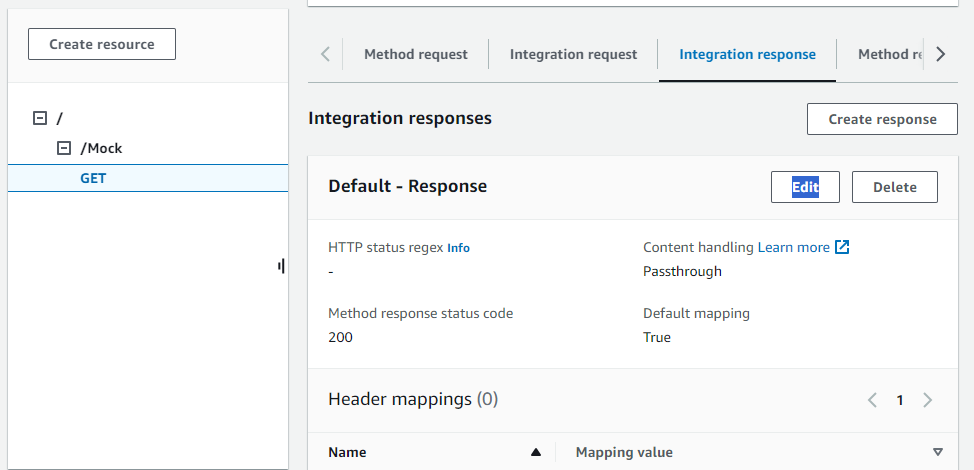 Create resource
/
/Mock
GET
Method request
Integration request
Integration response
Method re
Integration responses
Create response
Default - Response
Edit
Delete
HTTP status regex Info
-
Content handling Learn more
Passthrough
Method response status code
200
Default mapping
True
Header mappings (0)
1
Name
Mapping value